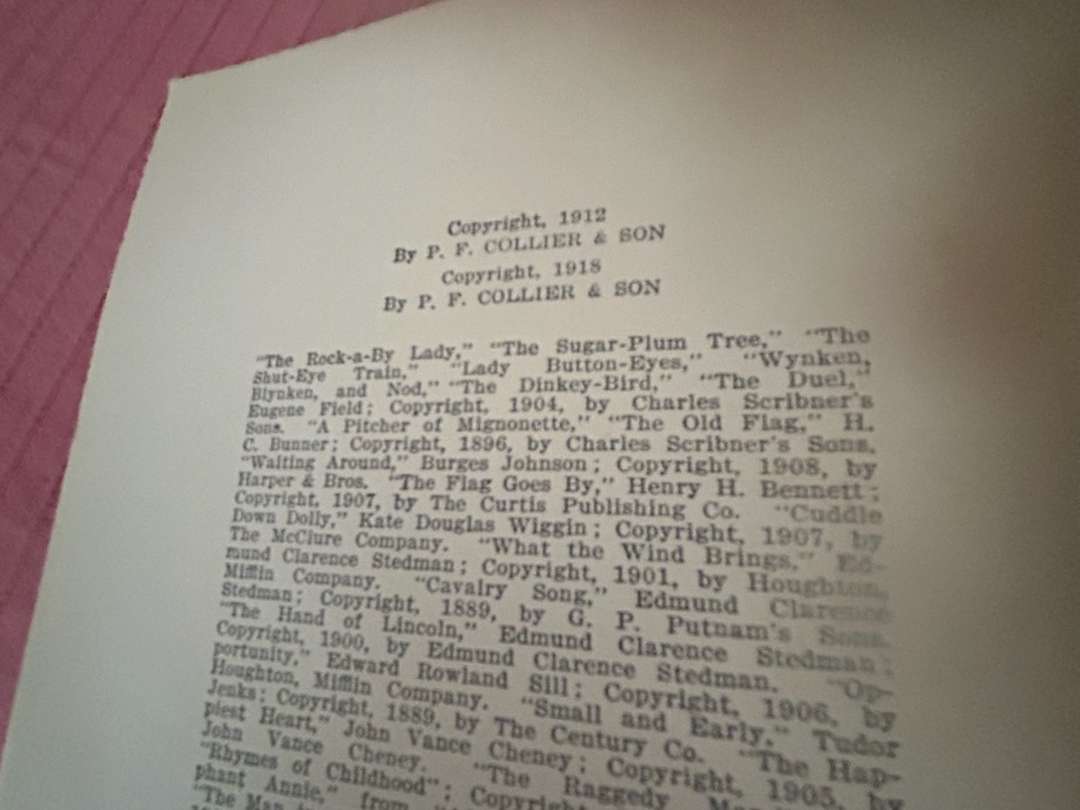 Copyright, 1912
By P. F. COLLIER & SON
Copyright, 1918
By P. F. COLLIER & SON
"The Rock-a-By Lady," "The Sugar-Plum Tree," "The
Shut-Eye Train," "Lady Button-Eyes," "Wynken,
Blynken, and Nod," "The Dinkey-Bird," "The Duel,"
Eugene Field; Copyright, 1904, by Charles Scribner's
Sons. "A Pitcher of Mignonette," "The Old Flag," H.
C. Bunner; Copyright, 1896, by Charles Scribner's Sons.
"Waiting Around," Burges Johnson; Copyright, 1908, by
Harper & Bros. "The Flag Goes By," Henry H. Bennett;
Copyright, 1907, by The Curtis Publishing Co. "Cuddle
Down Dolly," Kate Douglas Wiggin; Copyright, 1907, by
The McClure Company. "What the Wind Brings," Ed-
mund Clarence Stedman; Copyright, 1901, by Houghton,
Mifflin Company. "Cavalry Song," Edmund Clarence
Stedman; Copyright, 1889, by G. P. Putnam's Sons.
"The Hand of Lincoln," Edmund Clarence Stedman;
Copyright, 1900, by Edmund Clarence Stedman. "Op-
portunity," Edward Rowland Sill; Copyright, 1906, by
Houghton, Mifflin Company. "Small and Early," Tudor
Jenks; Copyright, 1889, by The Century Co. "The Hap-
piest Heart," John Vance Cheney; Copyright, 1905, by
John Vance Cheney. "The Raggedy
"Rhymes of Childhood"; Copyright
phant Annie," from
"The Man